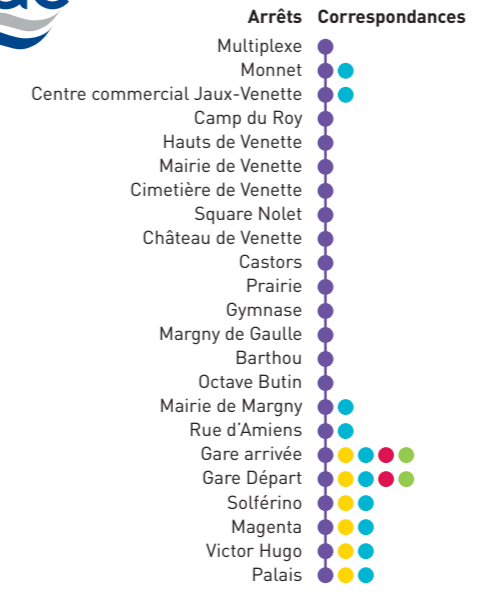 Arrêts Correspondances
Multiplexe
Monnet
Centre commercial Jaux-Venette
Camp du Roy
Hauts de Venette
Mairie de Venette
Cimetière de Venette
Square Nolet
Château de Venette
Castors
Prairie
Gymnase
Margny de Gaulle
Barthou
Octave Butin
Mairie de Margny
Rue d'Amiens
Gare arrivée
Gare Départ
Solférino
Magenta
Victor Hugo
Palais